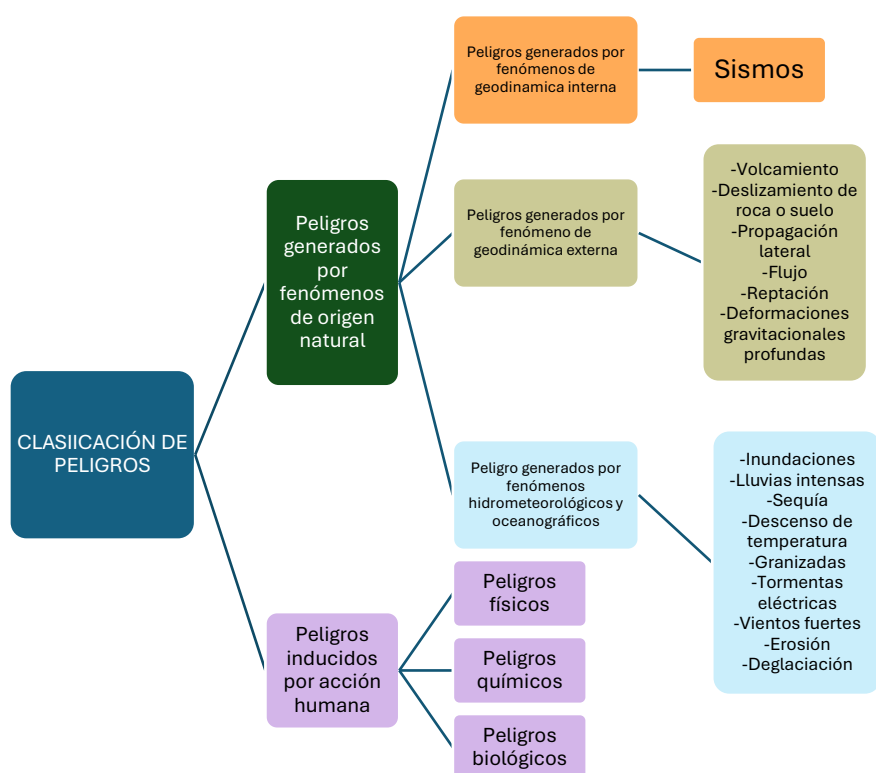 CLASIICACIÓN DE
PELIGROS
Peligros
generados
por
fenómenos
de origen
natural
Peligros generados por
fenómenos de
geodinamica interna
Sismos
Peligros generados por
fenómeno de
geodinámica externa
-Volcamiento
-Deslizamiento de
roca o suelo
-Propagación
lateral
-Flujo
-Reptación
-Deformaciones
gravitacionales
profundas
Peligro generados por
fenómenos
hidrometeorológicos y
oceanográficos
-Inundaciones
-Lluvias intensas
-Sequía
-Descenso de
temperatura
-Granizadas
-Tormentas
eléctricas
-Vientos fuertes
-Erosión
-Deglaciación
Peligros
inducidos
por acción
humana
Peligros
físicos
Peligros
químicos
Peligros
biológicos